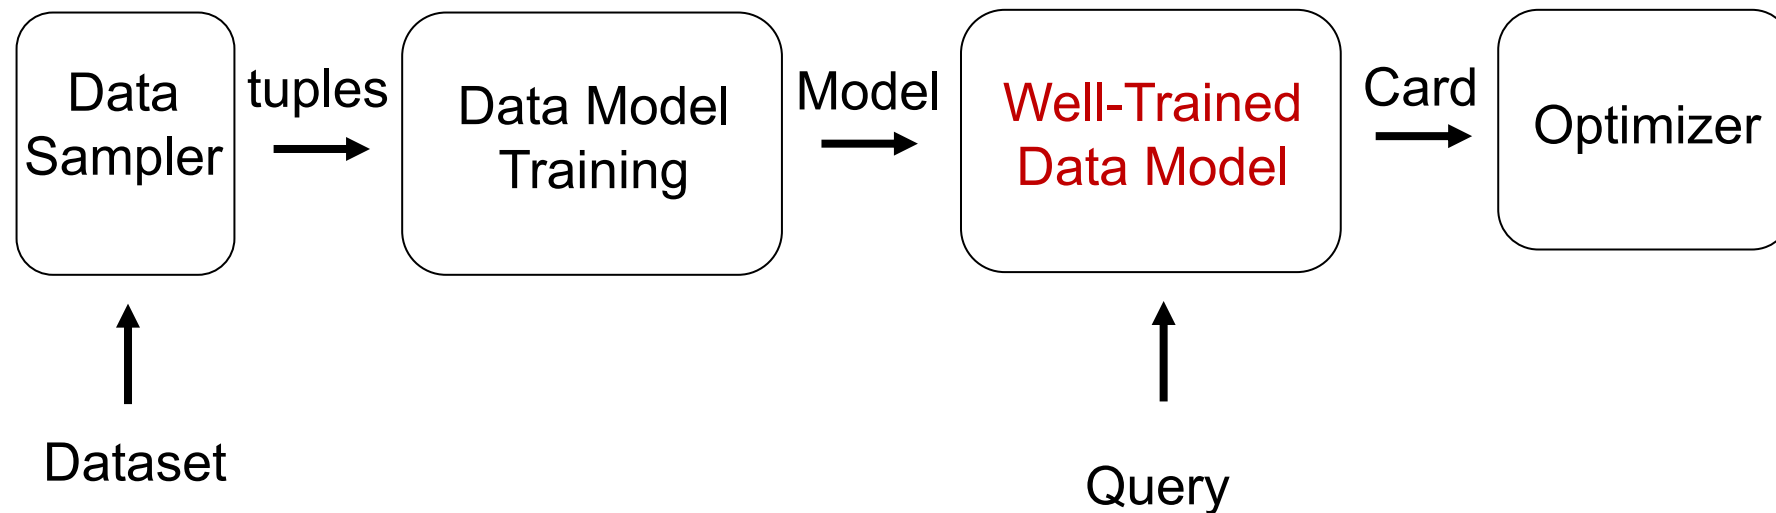 Data
Sampler
tuples
Data Model
Training
Model
Well-Trained
Data Model
Card
Optimizer
Dataset
Query